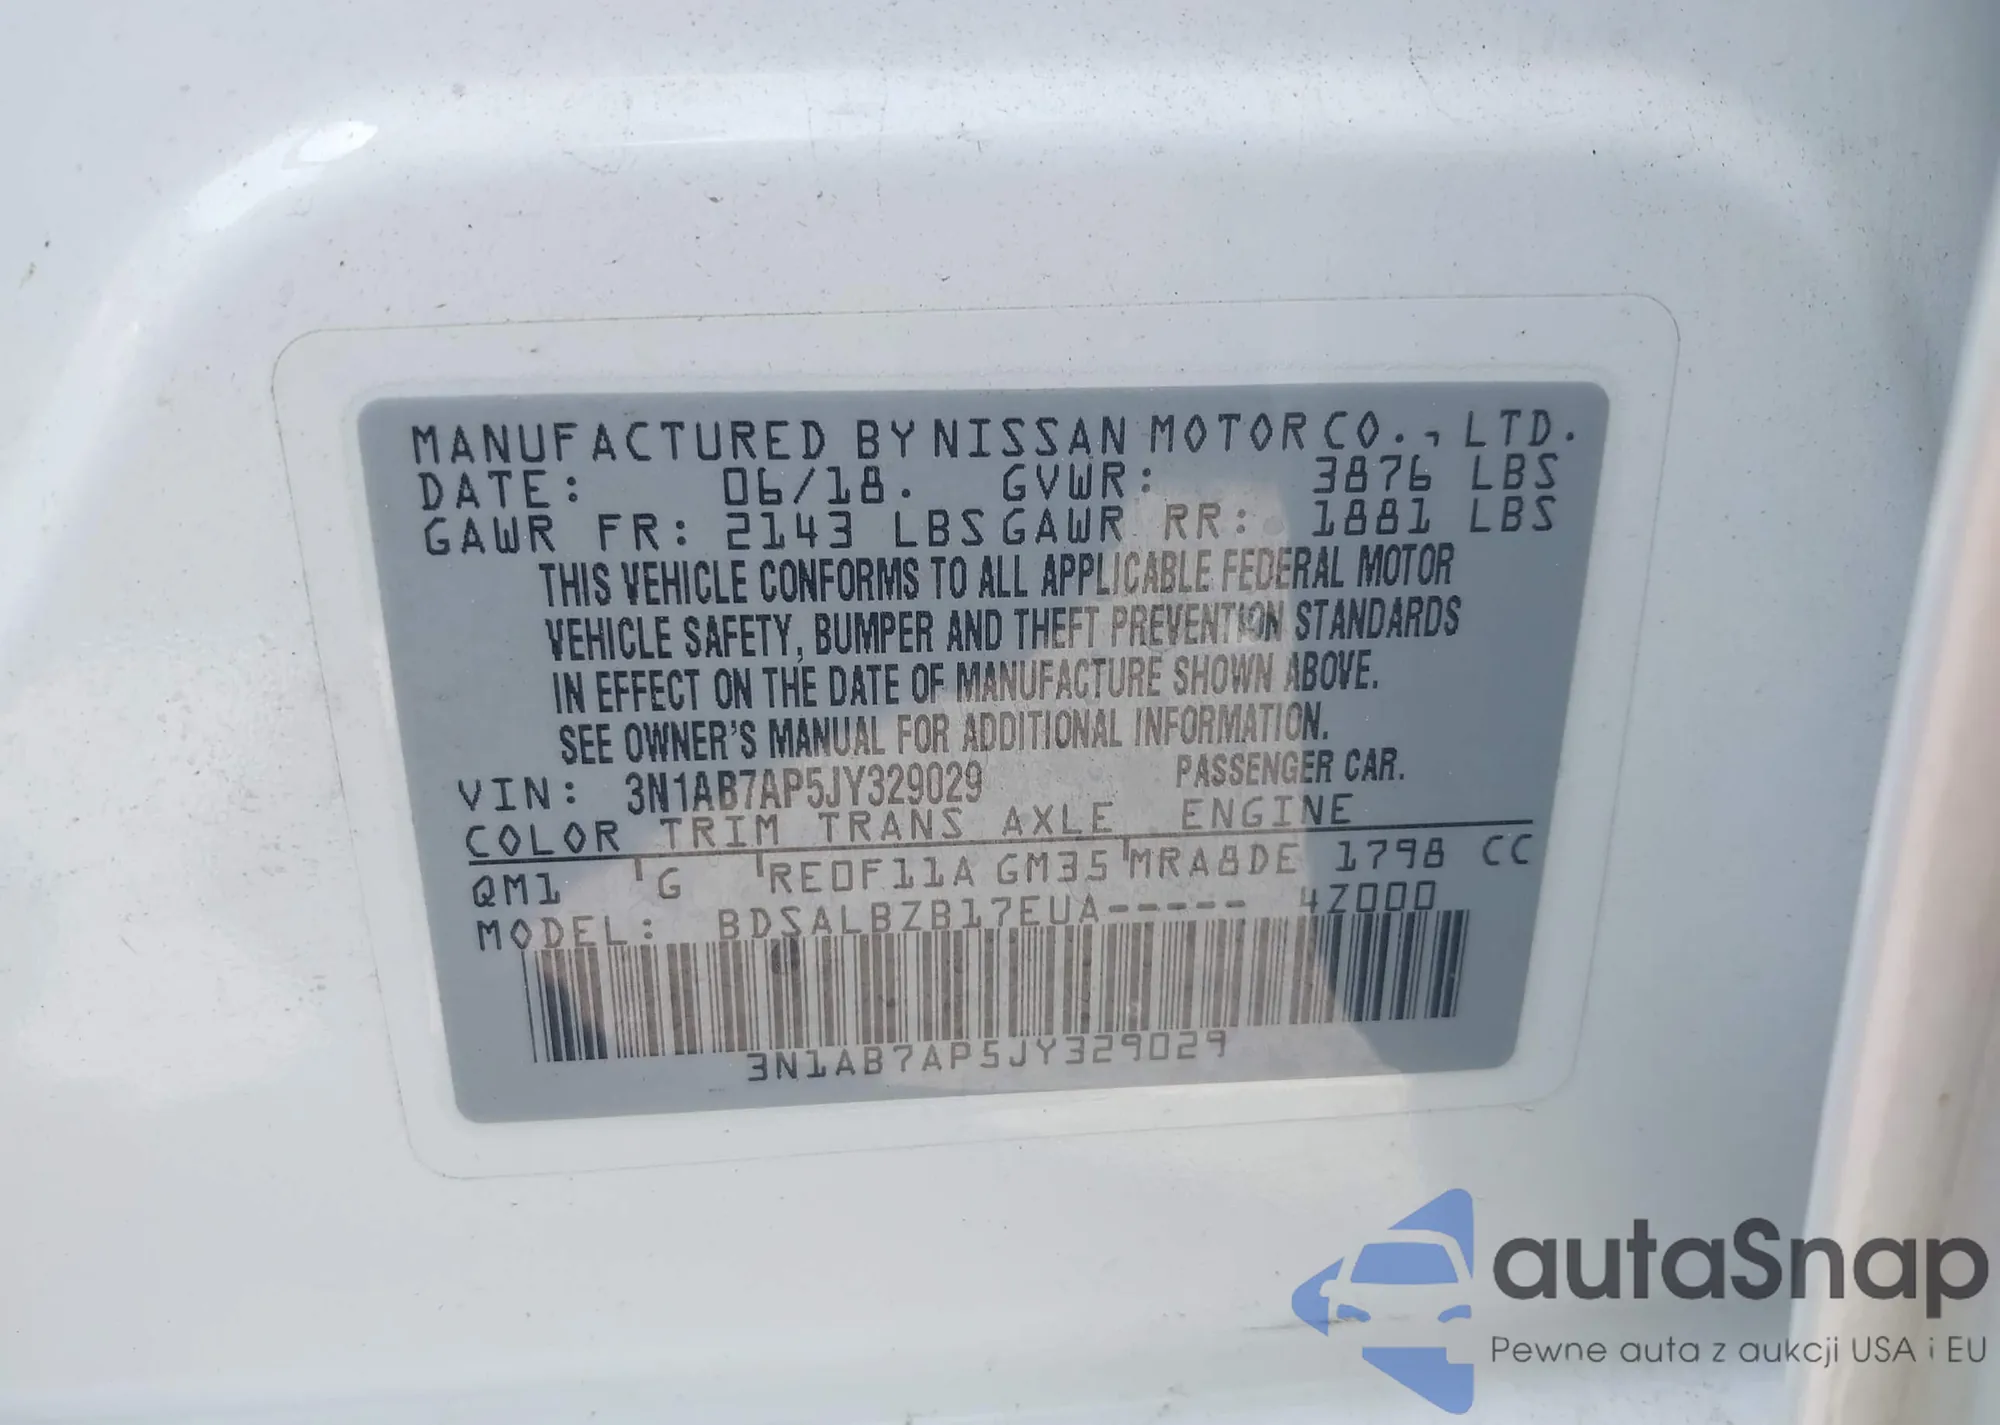 MANUFACTURED BY NISSAN MOTOR CO., LTD.
DATE: 06/18. GVWR: 3876 LBS
GAWR FR: 2143 LBS GAWR RR: 1881 LBS
THIS VEHICLE CONFORMS TO ALL APPLICABLE FEDERAL MOTOR
VEHICLE SAFETY, BUMPER AND THEFT PREVENTION STANDARDS
IN EFFECT ON THE DATE OF MANUFACTURE SHOWN ABOVE.
SEE OWNER'S MANUAL FOR ADDITIONAL INFORMATION.
VIN: 3N1AB7AP5JY329029 PASSENGER CAR.
COLOR TRIM TRANS AXLE ENGINE
QM1 G RE0F11A GM35 MRA8DE 1798 CC
MODEL: BDSALBZB17EUA----- 4Z000
3N1AB7AP5JY329029
autaSnap
Pewne auta z aukcji USA i EU